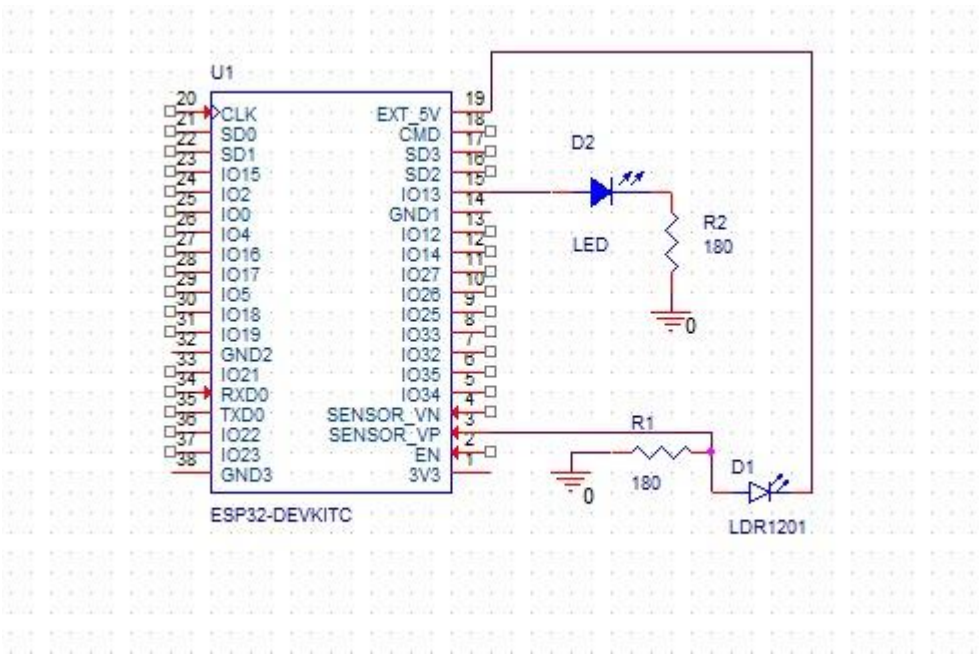 U1
20 CLK EXT_5V 19
21 SD0 CMD 18
22 SD1 SD3 17
23 IO15 SD2 16
24 IO2 IO13 15
25 IO0 GND1 14
26 IO4 IO12 13
27 IO16 IO14 12
28 IO17 IO27 11
29 IO5 IO26 10
30 IO18 IO25 9
31 IO19 IO33 8
32 GND2 IO32 7
33 IO21 IO35 6
34 RXD0 IO34 5
35 TXD0 SENSOR_VN 4
36 IO22 SENSOR_VP 3
37 IO23 EN 2
38 GND3 3V3 1
ESP32-DEVKITC
D2
LED
R2
180
0
R1
180
0
D1
LDR1201